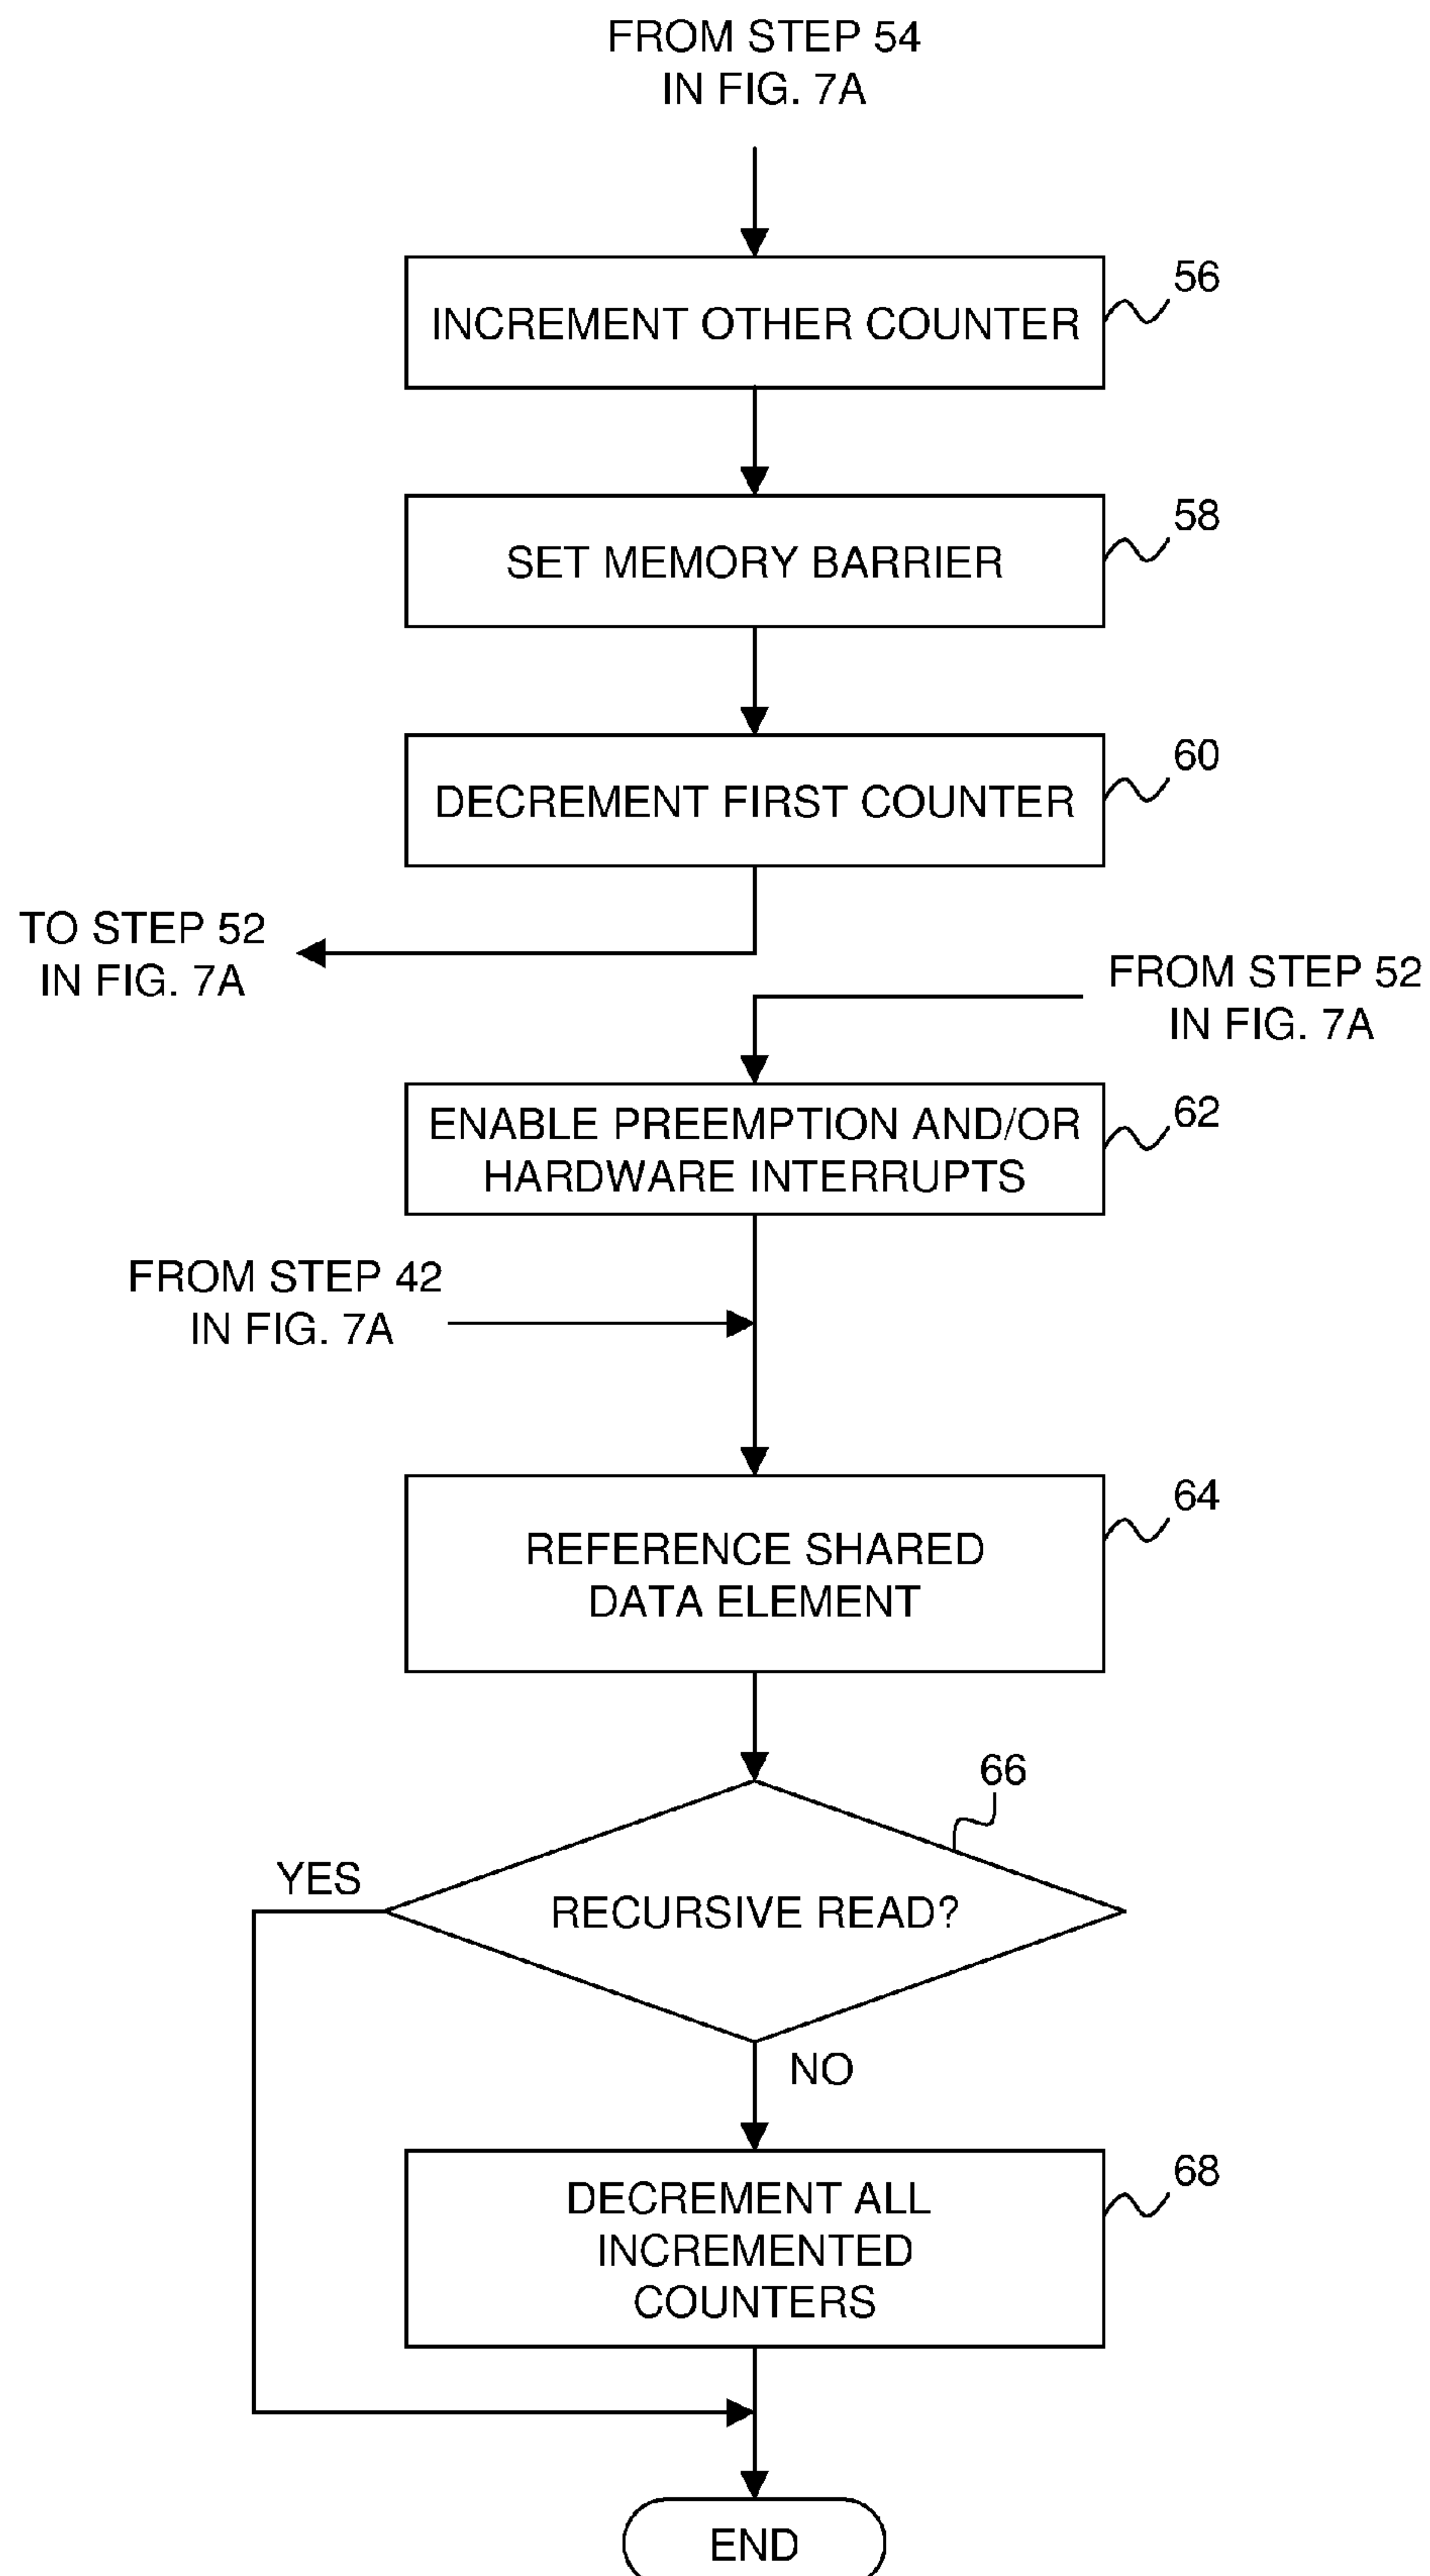 FROM STEP 54
IN FIG. 7A
INCREMENT OTHER COUNTER
56
SET MEMORY BARRIER
58
DECREMENT FIRST COUNTER
60
TO STEP 52
IN FIG. 7A
FROM STEP 52
IN FIG. 7A
ENABLE PREEMPTION AND/OR
HARDWARE INTERRUPTS
62
FROM STEP 42
IN FIG. 7A
REFERENCE SHARED
DATA ELEMENT
64
66
YES
RECURSIVE READ?
NO
DECREMENT ALL
INCREMENTED
COUNTERS
68
END